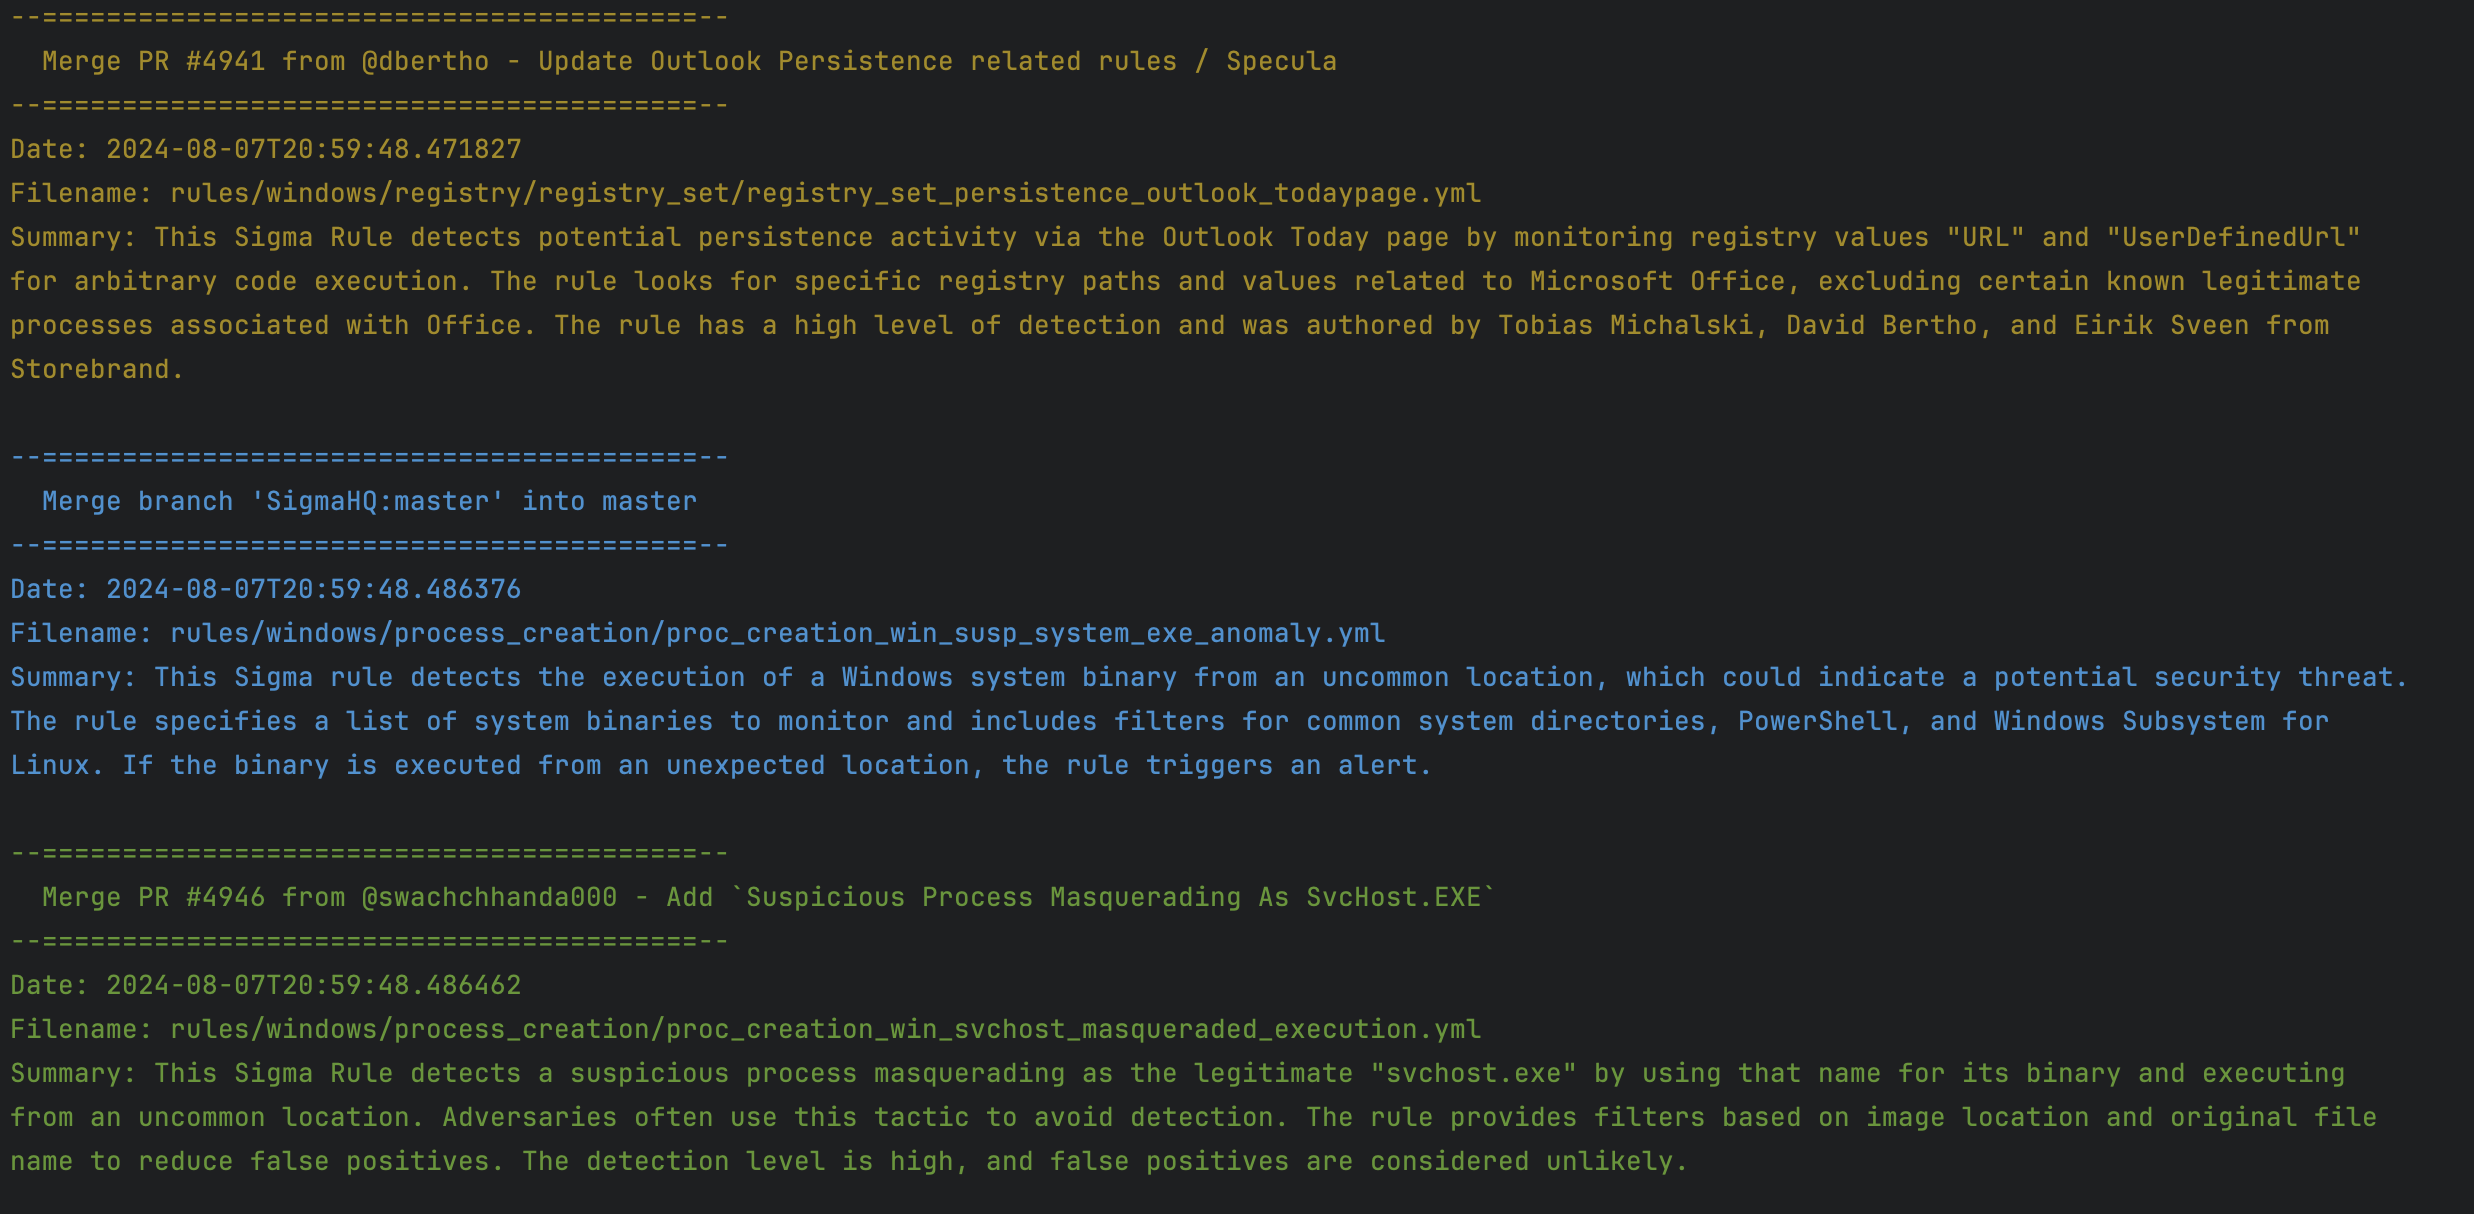 --=========================================--
  Merge PR #4941 from @dbertho - Update Outlook Persistence related rules / Specula
--=========================================--
Date: 2024-08-07T20:59:48.471827
Filename: rules/windows/registry/registry_set/registry_set_persistence_outlook_todaypage.yml
Summary: This Sigma Rule detects potential persistence activity via the Outlook Today page by monitoring registry values "URL" and "UserDefinedUrl"
for arbitrary code execution. The rule looks for specific registry paths and values related to Microsoft Office, excluding certain known legitimate
processes associated with Office. The rule has a high level of detection and was authored by Tobias Michalski, David Bertho, and Eirik Sveen from
Storebrand.

--=========================================--
  Merge branch 'SigmaHQ:master' into master
--=========================================--
Date: 2024-08-07T20:59:48.486376
Filename: rules/windows/process_creation/proc_creation_win_susp_system_exe_anomaly.yml
Summary: This Sigma rule detects the execution of a Windows system binary from an uncommon location, which could indicate a potential security threat.
The rule specifies a list of system binaries to monitor and includes filters for common system directories, PowerShell, and Windows Subsystem for
Linux. If the binary is executed from an unexpected location, the rule triggers an alert.

--=========================================--
  Merge PR #4946 from @swachchhanda000 - Add `Suspicious Process Masquerading As SvcHost.EXE`
--=========================================--
Date: 2024-08-07T20:59:48.486462
Filename: rules/windows/process_creation/proc_creation_win_svchost_masqueraded_execution.yml
Summary: This Sigma Rule detects a suspicious process masquerading as the legitimate "svchost.exe" by using that name for its binary and executing
from an uncommon location. Adversaries often use this tactic to avoid detection. The rule provides filters based on image location and original file
name to reduce false positives. The detection level is high, and false positives are considered unlikely.